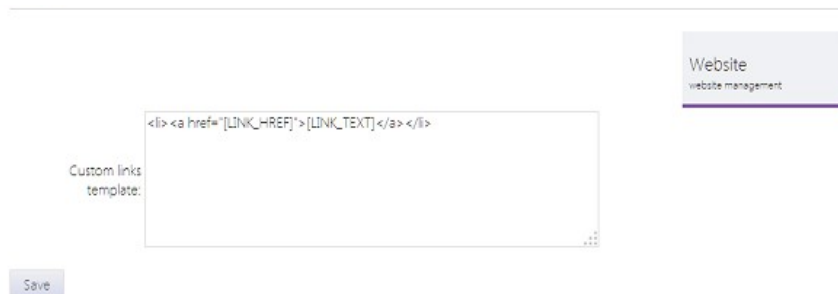 Website
website management
<li><a href="[LINK_HREF]">[LINK_TEXT]</a></li>
Custom links
template:
Save